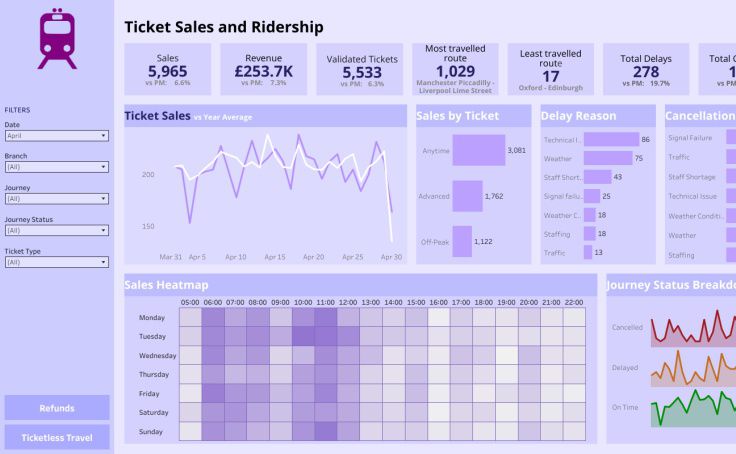 Ticket Sales and Ridership
Sales
5,965
vs PM: 6.6%
Revenue
£253.7K
vs PM: 7.3%
Validated Tickets
5,533
vs PM: 6.3%
Most travelled
route
1,029
Manchester Piccadilly -
Liverpool Lime Street
Least travelled
route
17
Oxford - Edinburgh
Total Delays
278
vs PM: 19.7%
Total C
1
vs PM:
FILTERS
Date
April
Branch
(All)
Journey
(All)
Journey Status
(All)
Ticket Type
(All)
Refunds
Ticketless Travel
Ticket Sales vs Year Average
200
150
Mar 31 Apr 5 Apr 10 Apr 15 Apr 20 Apr 25 Apr 30
Sales by Ticket
Anytime 3,081
Advanced 1,762
Off-Peak 1,122
Delay Reason
Technical I.. 86
Weather 75
Staff Short.. 43
Signal failu.. 25
Weather C.. 18
Staffing 18
Traffic 13
Cancellation
Signal Failure
Traffic
Staff Shortage
Technical Issue
Weather Conditi..
Weather
Staffing
Sales Heatmap
05:00 06:00 07:00 08:00 09:00 10:00 11:00 12:00 13:00 14:00 15:00 16:00 17:00 18:00 19:00 20:00 21:00 22:00
Monday
Tuesday
Wednesday
Thursday
Friday
Saturday
Sunday
Journey Status Breakdo
Cancelled
Delayed
On Time